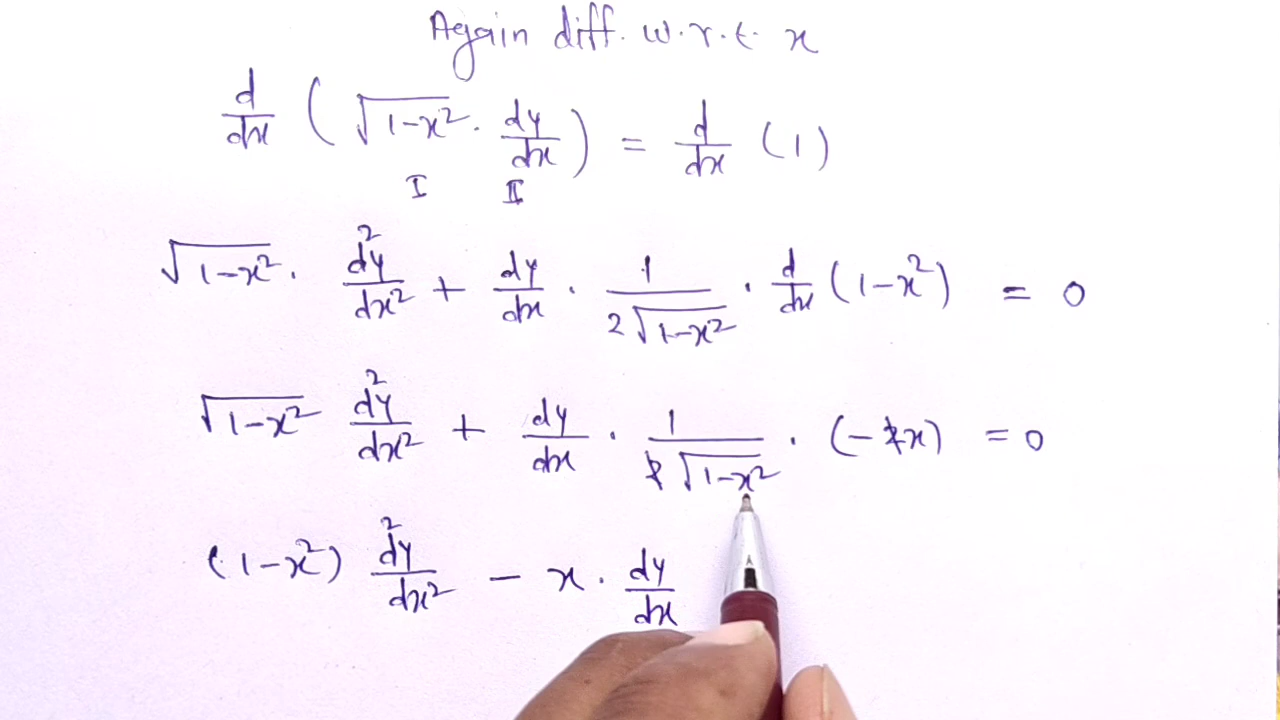 Again diff. w.r.t. x
d/dx (√(1-x²) · dy/dx) = d/dx (1)
I II
√(1-x²) · d²y/dx² + dy/dx · 1/(2√(1-x²)) · d/dx (1-x²) = 0
√(1-x²) d²y/dx² + dy/dx · 1/(2√(1-x²)) · (-2x) = 0
(1-x²) d²y/dx² - x · dy/dx